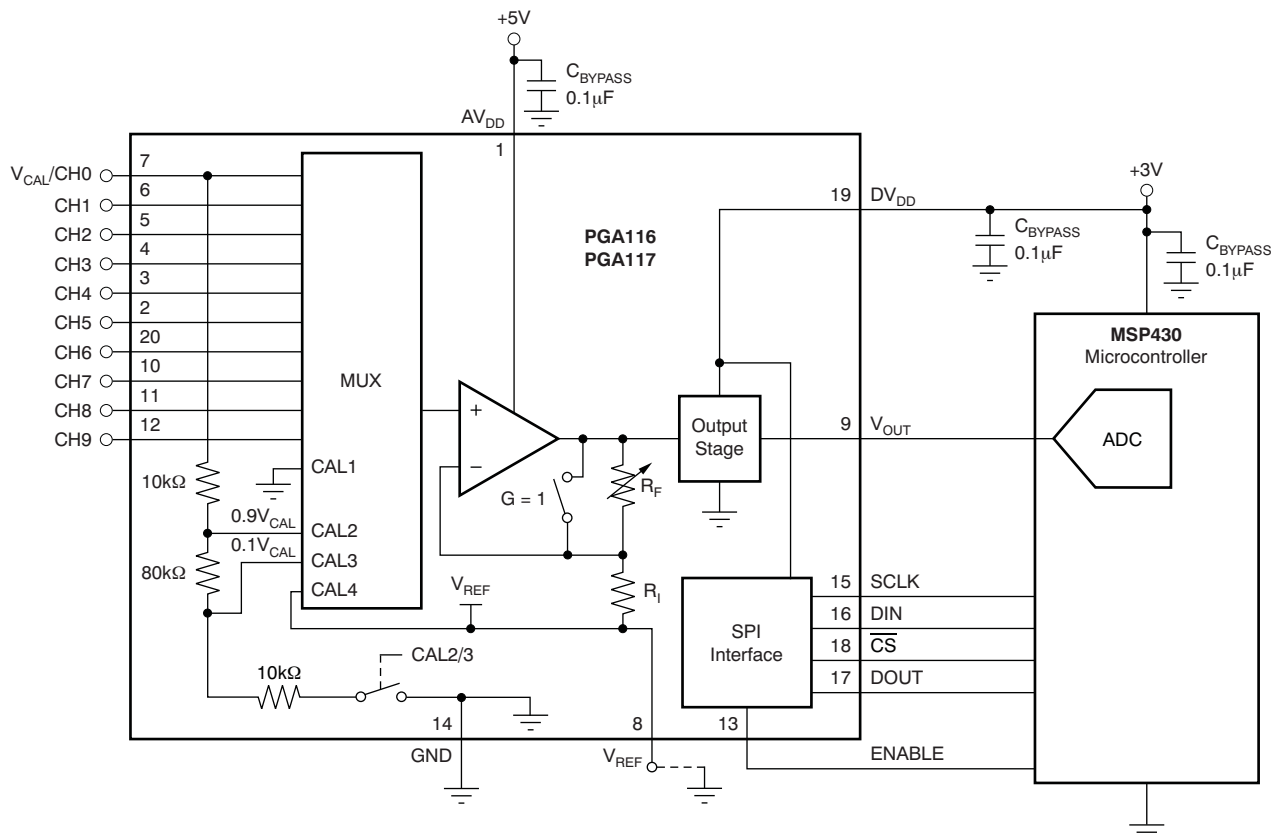 +5V
C_BYPASS
0.1μF
AV_DD
1
V_CAL/CH0
7
CH1
6
CH2
5
CH3
4
CH4
3
CH5
2
CH6
20
CH7
10
CH8
11
CH9
12
MUX
CAL1
10kΩ
0.9V_CAL
CAL2
0.1V_CAL
80kΩ
CAL3
CAL4
10kΩ
CAL2/3
14
GND
PGA116
PGA117
+
−
G = 1
R_F
R_I
V_REF
8
V_REF
Output
Stage
SPI
Interface
19
DV_DD
+3V
C_BYPASS
0.1μF
C_BYPASS
0.1μF
9
V_OUT
15
SCLK
16
DIN
18
C̅S̅
17
DOUT
13
ENABLE
MSP430
Microcontroller
ADC